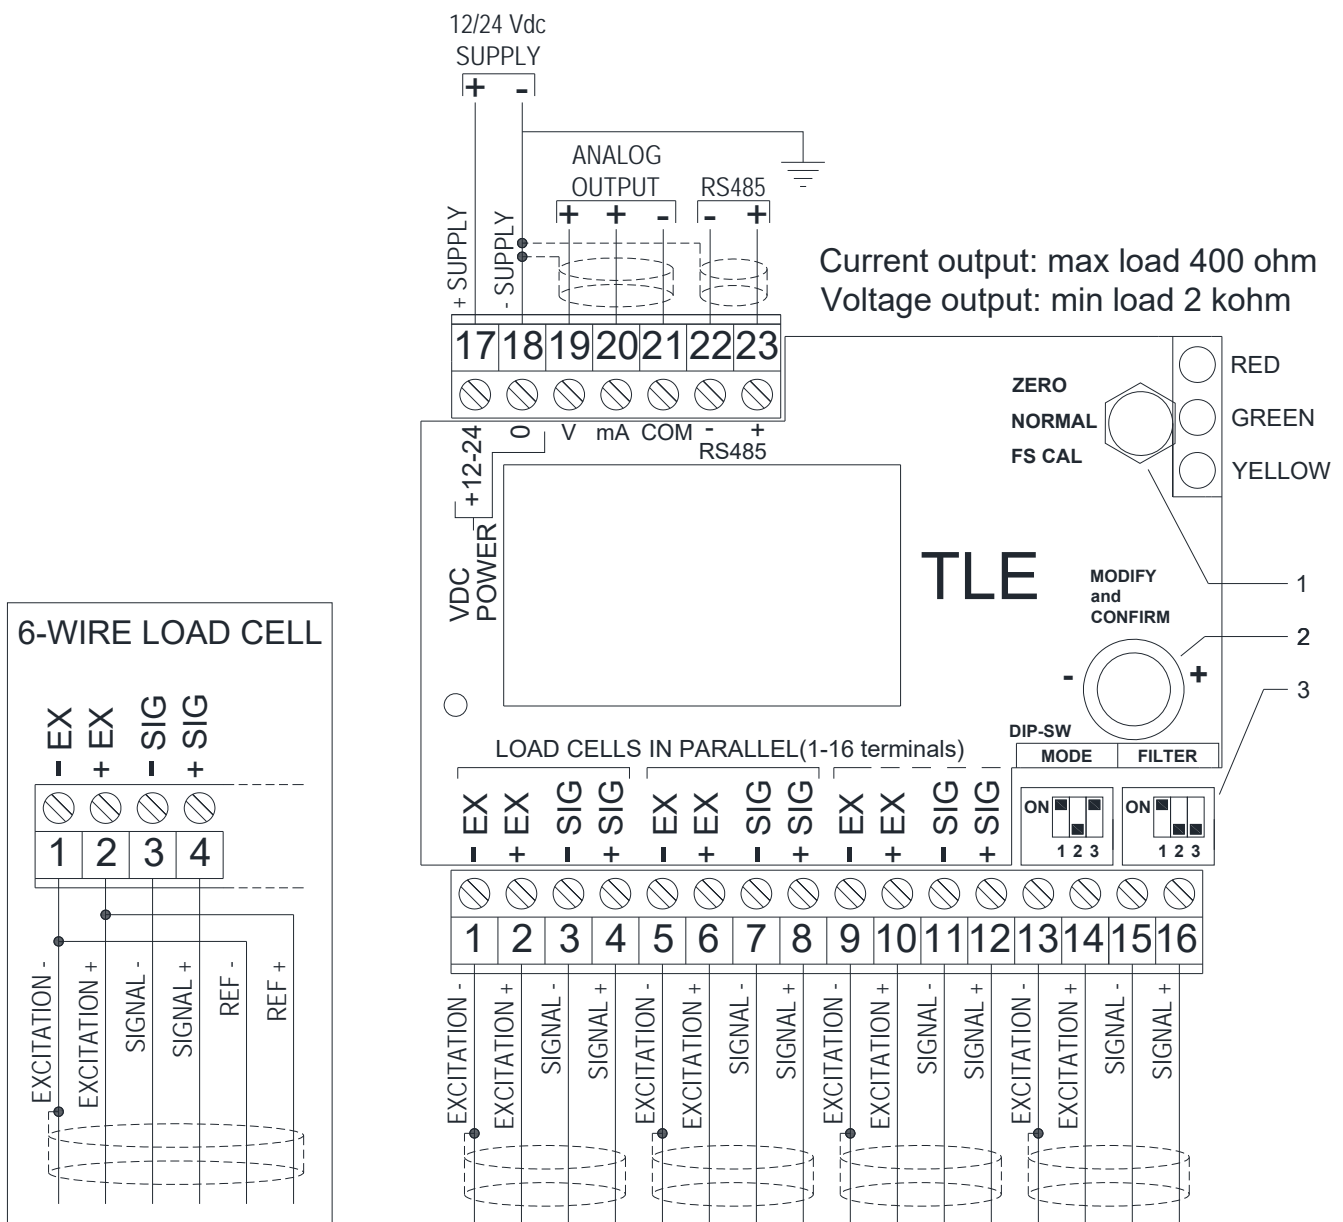 12/24 Vdc
SUPPLY
+ -
ANALOG
OUTPUT
RS485
+ + - - +
+ SUPPLY
- SUPPLY
Current output: max load 400 ohm
Voltage output: min load 2 kohm
17 18 19 20 21 22 23
+12-24 0 V mA COM - +
RS485
VDC
POWER
ZERO
NORMAL
FS CAL
RED
GREEN
YELLOW
TLE
1
MODIFY
and
CONFIRM
2
- +
3
DIP-SW
MODE FILTER
ON
1 2 3
ON
1 2 3
LOAD CELLS IN PARALLEL(1-16 terminals)
- EX + EX - SIG + SIG - EX + EX - SIG + SIG - EX + EX - SIG + SIG
1 2 3 4 5 6 7 8 9 10 11 12 13 14 15 16
EXCITATION - EXCITATION + SIGNAL - SIGNAL + EXCITATION - EXCITATION + SIGNAL - SIGNAL + EXCITATION - EXCITATION + SIGNAL - SIGNAL + EXCITATION - EXCITATION + SIGNAL - SIGNAL +
6-WIRE LOAD CELL
- EX + EX - SIG + SIG
1 2 3 4
EXCITATION - EXCITATION + SIGNAL - SIGNAL + REF - REF +